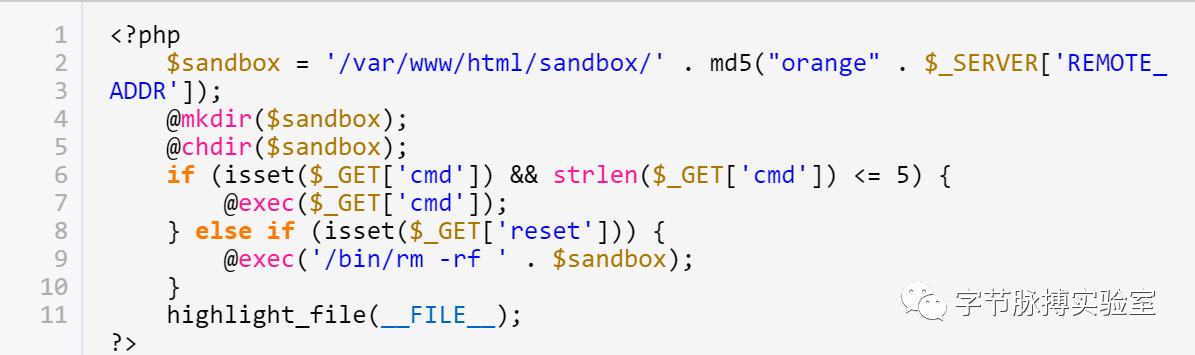 1 <?php
2 $sandbox = '/var/www/html/sandbox/' . md5("orange" . $_SERVER['REMOTE_
3 ADDR']);
4 @mkdir($sandbox);
5 @chdir($sandbox);
6 if (isset($_GET['cmd']) && strlen($_GET['cmd']) <= 5) {
7 @exec($_GET['cmd']);
8 } else if (isset($_GET['reset'])) {
9 @exec('/bin/rm -rf ' . $sandbox);
10 }
11 highlight_file(__FILE__);
?>
字节脉搏实验室